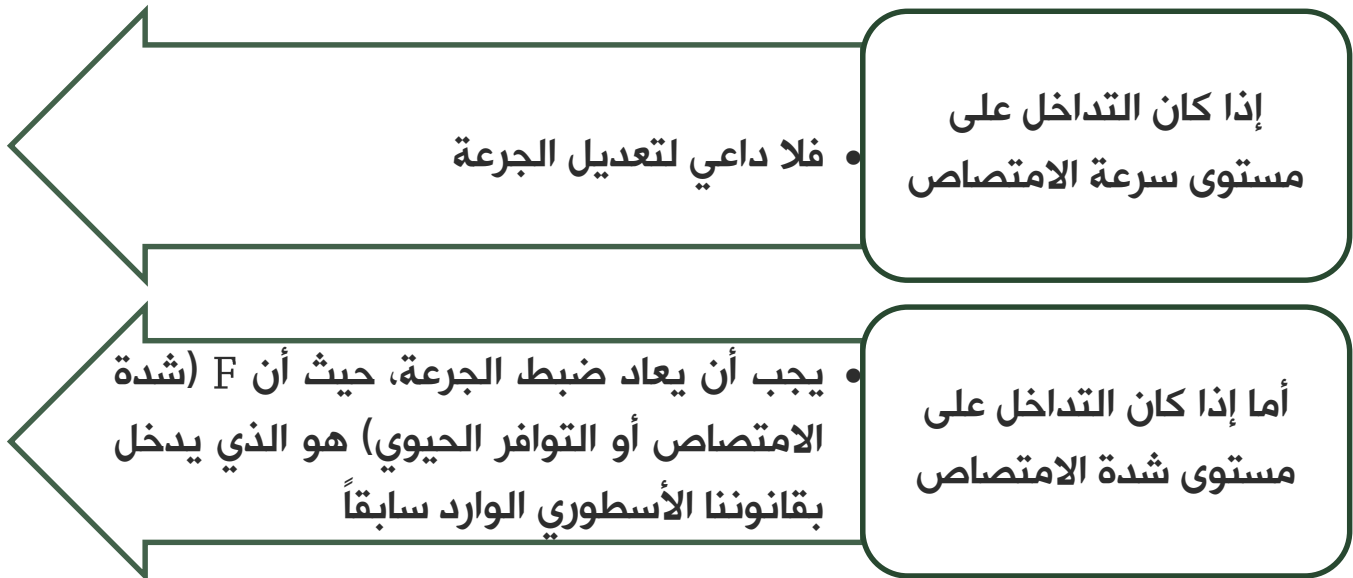 إذا كان التداخل على
مستوى سرعة الامتصاص
• فلا داعي لتعديل الجرعة
أما إذا كان التداخل على
مستوى شدة الامتصاص
• يجب أن يعاد ضبط الجرعة، حيث أن F (شدة
الامتصاص أو التوافر الحيوي) هو الذي يدخل
بقانوننا الأسطوري الوارد سابقاً